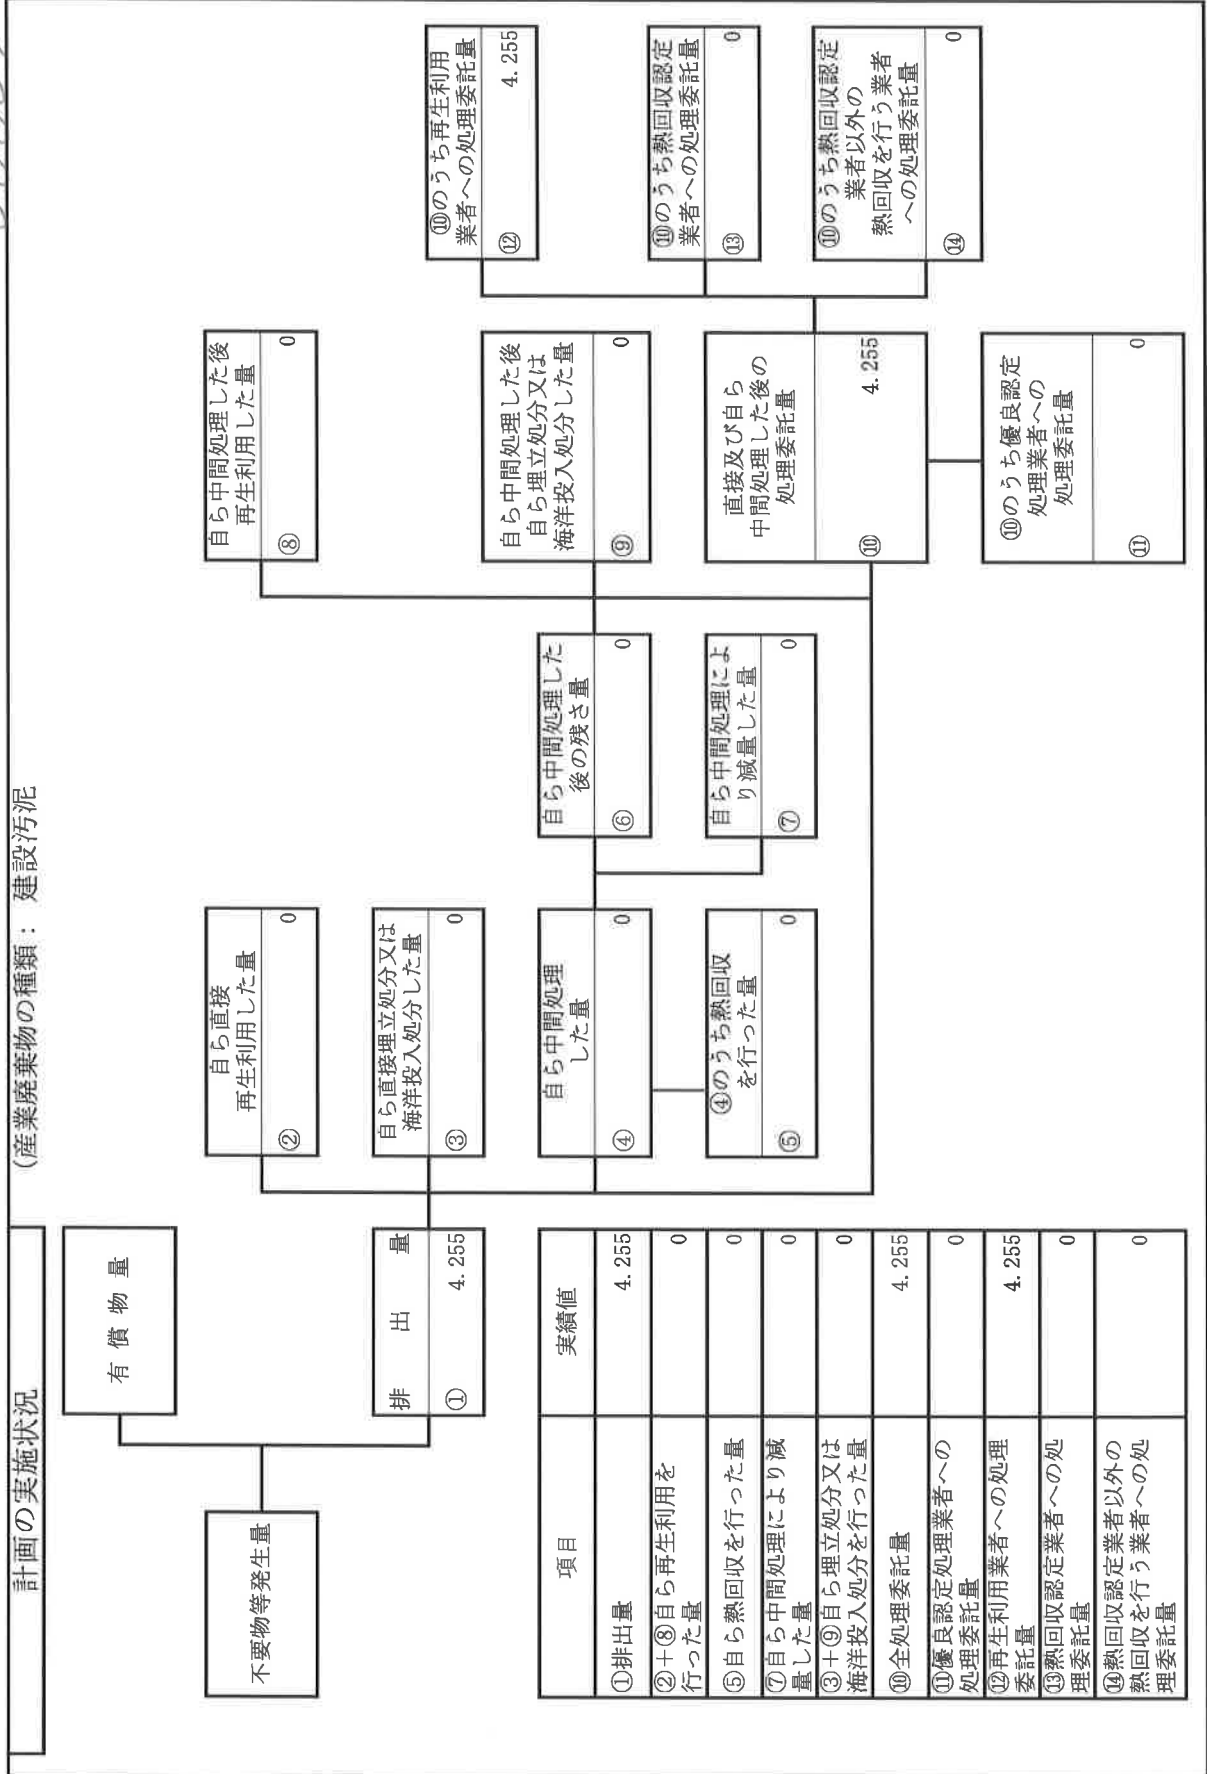 計画の実施状況
(産業廃棄物の種類： 建設汚泥
不要物等発生量
有償物量
排出量
① 4.255
自ら直接
再生利用した量
② 0
自ら直接埋立処分又は
海洋投入処分した量
③ 0
自ら中間処理
した量
④ 0
④のうち熱回収
を行った量
⑤ 0
自ら中間処理した
後の残さ量
⑥ 0
自ら中間処理によ
り減量した量
⑦ 0
自ら中間処理した後
再生利用した量
⑧ 0
自ら中間処理した後
自ら埋立処分又は
海洋投入処分した量
⑨ 0
直接及び自ら
中間処理した後の
処理委託量
⑩ 4.255
⑩のうち優良認定
処理業者への
処理委託量
⑪ 0
⑩のうち再生利用
業者への処理委託量
⑫ 4.255
⑩のうち熱回収認定
業者への処理委託量
⑬ 0
⑩のうち熱回収認定
業者以外の
熱回収を行う業者
への処理委託量
⑭ 0
項目 実績値
①排出量 4.255
②+⑧自ら再生利用を
行った量 0
⑤自ら熱回収を行った量 0
⑦自ら中間処理により減
量した量 0
③+⑨自ら埋立処分又は
海洋投入処分を行った量 0
⑩全処理委託量 4.255
⑪優良認定処理業者への
処理委託量 0
⑫再生利用業者への処理
委託量 4.255
⑬熱回収認定業者への処
理委託量 0
⑭熱回収認定業者以外の
熱回収を行う業者への処
理委託量 0